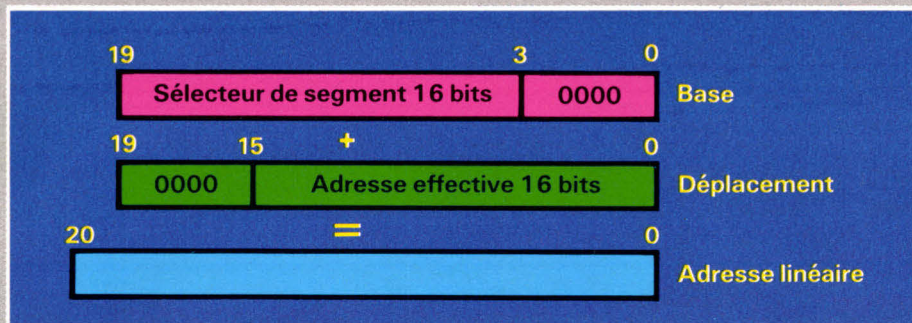 19 3 0
Sélecteur de segment 16 bits 0000 Base
19 15 + 0
0000 Adresse effective 16 bits Déplacement
20 = 0
Adresse linéaire